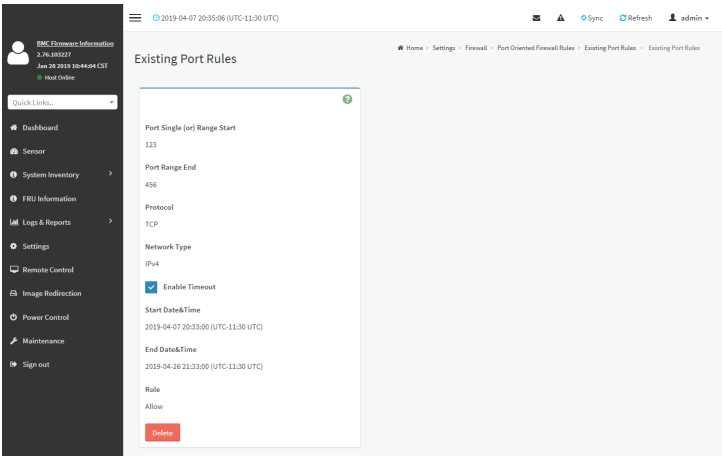 2019-04-07 20:35:06 (UTC-11:30 UTC)
Sync
Refresh
admin
BMC Firmware Information
2.76.103227
Jan 28 2019 10:44:04 CST
Host Online
Quick Links..
Dashboard
Sensor
System Inventory
FRU Information
Logs & Reports
Settings
Remote Control
Image Redirection
Power Control
Maintenance
Sign out
Existing Port Rules
Home > Settings > Firewall > Port Oriented Firewall Rules > Existing Port Rules > Existing Port Rules
Port Single (or) Range Start
123
Port Range End
456
Protocol
TCP
Network Type
IPv4
Enable Timeout
Start Date&Time
2019-04-07 20:33:00 (UTC-11:30 UTC)
End Date&Time
2019-04-26 21:33:00 (UTC-11:30 UTC)
Rule
Allow
Delete